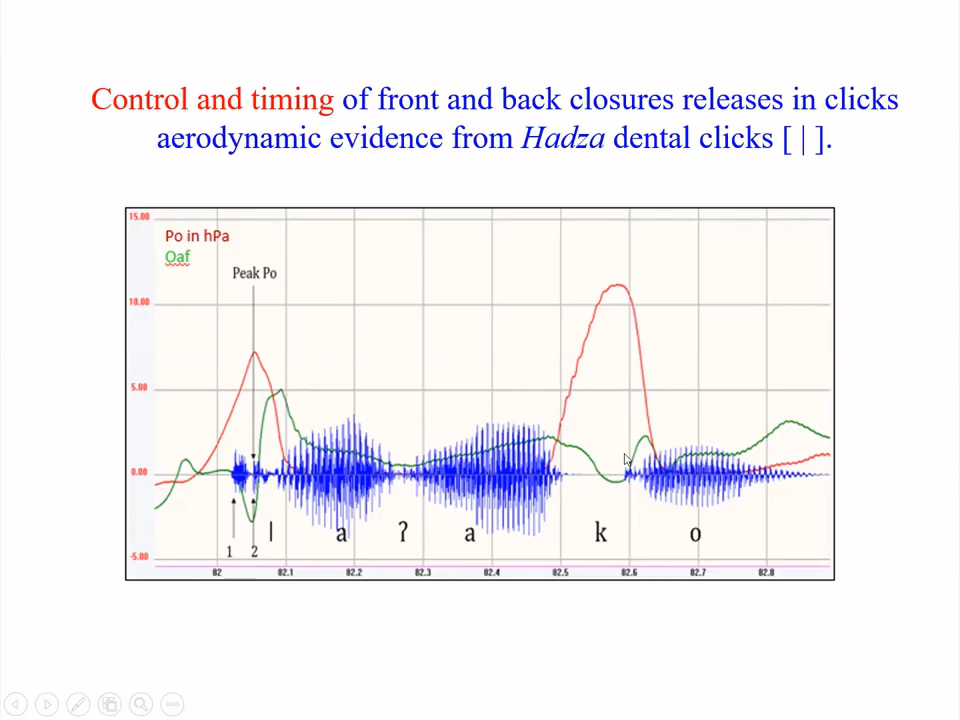 Control and timing of front and back closures releases in clicks
aerodynamic evidence from Hadza dental clicks [ | ].
15.00
Po in hPa
Oaf
Peak Po
10.00
5.00
0.00
| a ʔ a k o
1 2
-5.00
82 82.1 82.2 82.3 82.4 82.5 82.6 82.7 82.8